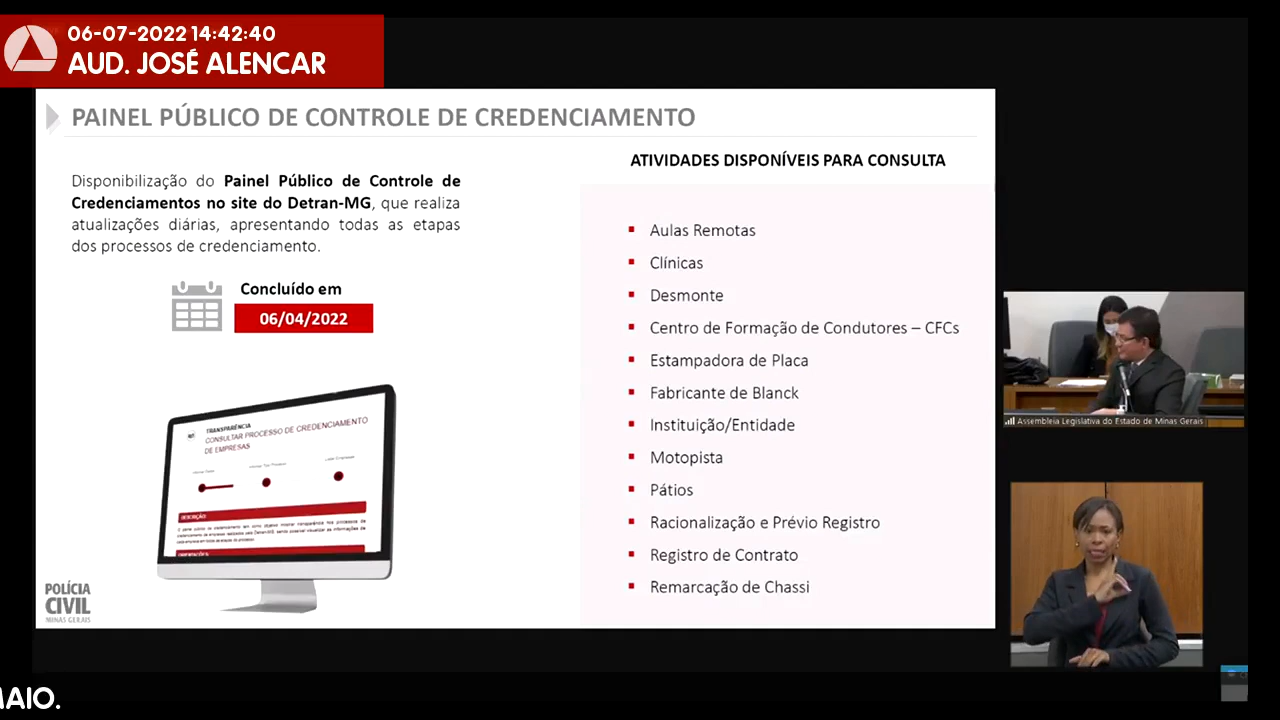 06-07-2022 14:42:40
AUD. JOSÉ ALENCAR
PAINEL PÚBLICO DE CONTROLE DE CREDENCIAMENTO
Disponibilização do Painel Público de Controle de
Credenciamentos no site do Detran-MG, que realiza
atualizações diárias, apresentando todas as etapas
dos processos de credenciamento.
Concluído em
06/04/2022
TRANSPARÊNCIA
CONSULTAR PROCESSO DE CREDENCIAMENTO
DE EMPRESAS
DESCRIÇÃO
POLÍCIA
CIVIL
MINAS GERAIS
ATIVIDADES DISPONÍVEIS PARA CONSULTA
Aulas Remotas
Clínicas
Desmonte
Centro de Formação de Condutores – CFCs
Estampadora de Placa
Fabricante de Blanck
Instituição/Entidade
Motopista
Pátios
Racionalização e Prévio Registro
Registro de Contrato
Remarcação de Chassi
Assembleia Legislativa do Estado de Minas Gerais
MAIO.